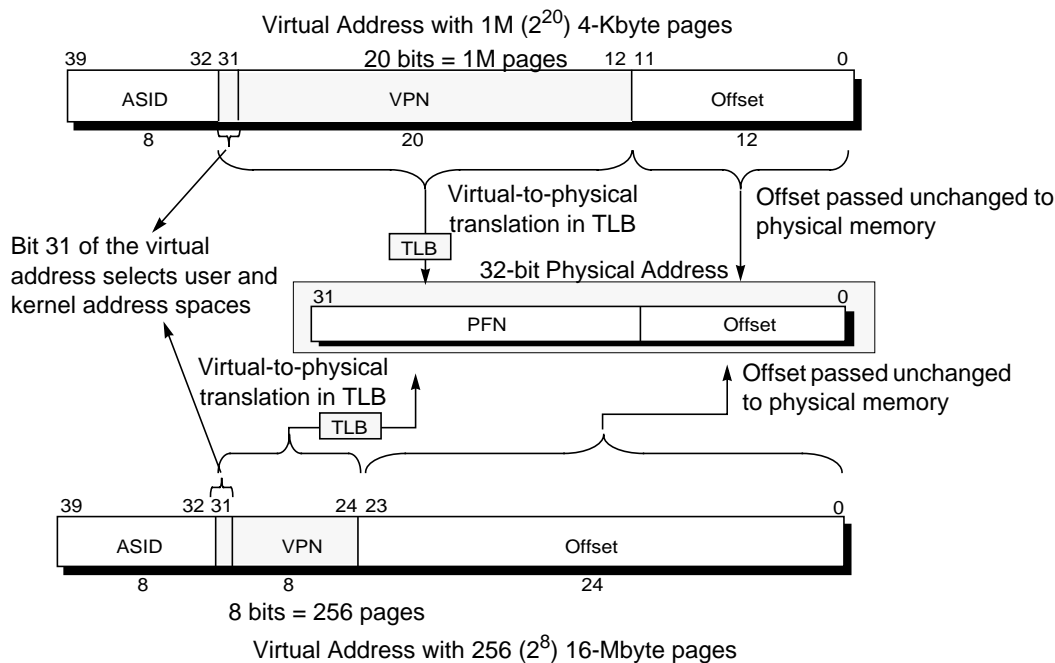 Virtual Address with 1M (2^20) 4-Kbyte pages
20 bits = 1M pages
39 32 31 12 11 0
ASID VPN Offset
8 20 12
Virtual-to-physical
translation in TLB
Offset passed unchanged to
physical memory
TLB
Bit 31 of the virtual
address selects user and
kernel address spaces
32-bit Physical Address
31 0
PFN Offset
Virtual-to-physical
translation in TLB
TLB
Offset passed unchanged
to physical memory
39 32 31 24 23 0
ASID VPN Offset
8 8 24
8 bits = 256 pages
Virtual Address with 256 (2^8) 16-Mbyte pages